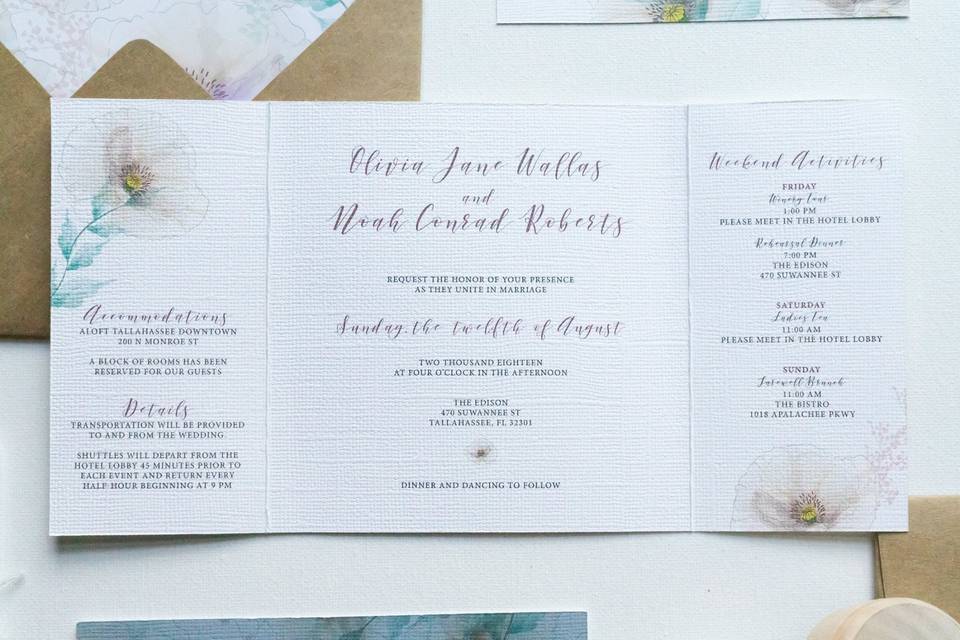 Accommodations
ALOFT TALLAHASSEE DOWNTOWN
200 N MONROE ST
A BLOCK OF ROOMS HAS BEEN
RESERVED FOR OUR GUESTS
Details
TRANSPORTATION WILL BE PROVIDED
TO AND FROM THE WEDDING
SHUTTLES WILL DEPART FROM THE
HOTEL LOBBY 45 MINUTES PRIOR TO
EACH EVENT AND RETURN EVERY
HALF HOUR BEGINNING AT 9 PM
Olivia Jane Wallas
and
Noah Conrad Roberts
REQUEST THE HONOR OF YOUR PRESENCE
AS THEY UNITE IN MARRIAGE
Sunday, the twelfth of August
TWO THOUSAND EIGHTEEN
AT FOUR O'CLOCK IN THE AFTERNOON
THE EDISON
470 SUWANNEE ST
TALLAHASSEE, FL 32301
DINNER AND DANCING TO FOLLOW
Weekend Activities
FRIDAY
Winery Tour
1:00 PM
PLEASE MEET IN THE HOTEL LOBBY
Rehearsal Dinner
7:00 PM
THE EDISON
470 SUWANNEE ST
SATURDAY
Ladies Tea
11:00 AM
PLEASE MEET IN THE HOTEL LOBBY
SUNDAY
Farewell Brunch
11:00 AM
THE BISTRO
1018 APALACHEE PKWY